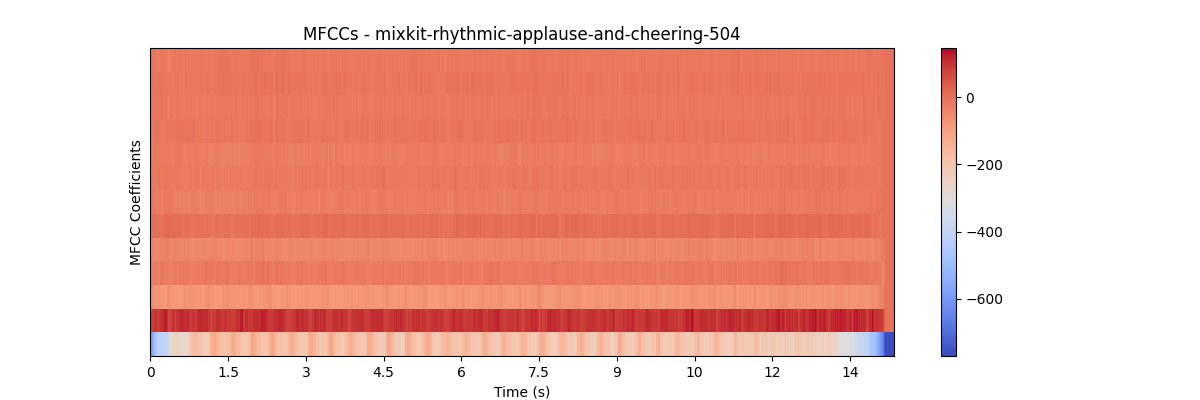 MFCCs - mixkit-rhythmic-applause-and-cheering-504
MFCC Coefficients
0
−200
−400
−600
0 1.5 3 4.5 6 7.5 9 10 12 14
Time (s)